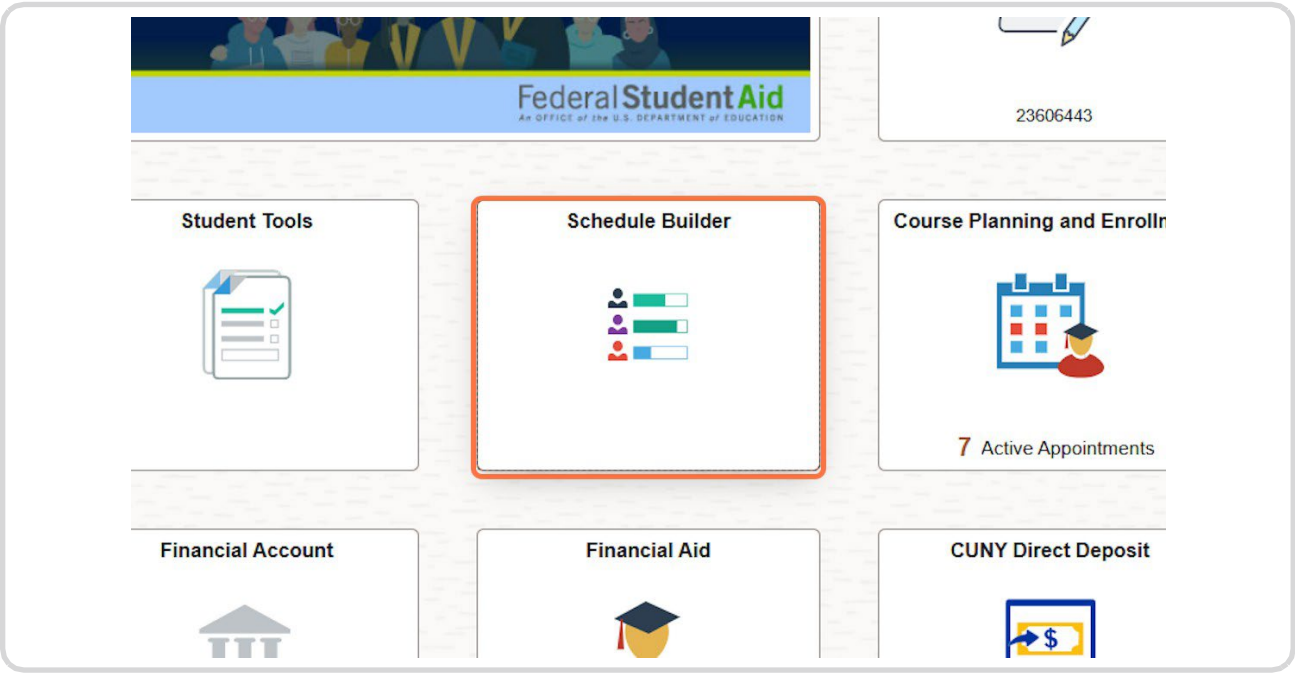 Federal Student Aid
An OFFICE of the U.S. DEPARTMENT of EDUCATION
23606443
Student Tools
Schedule Builder
Course Planning and Enrolln
7 Active Appointments
Financial Account
Financial Aid
CUNY Direct Deposit
$